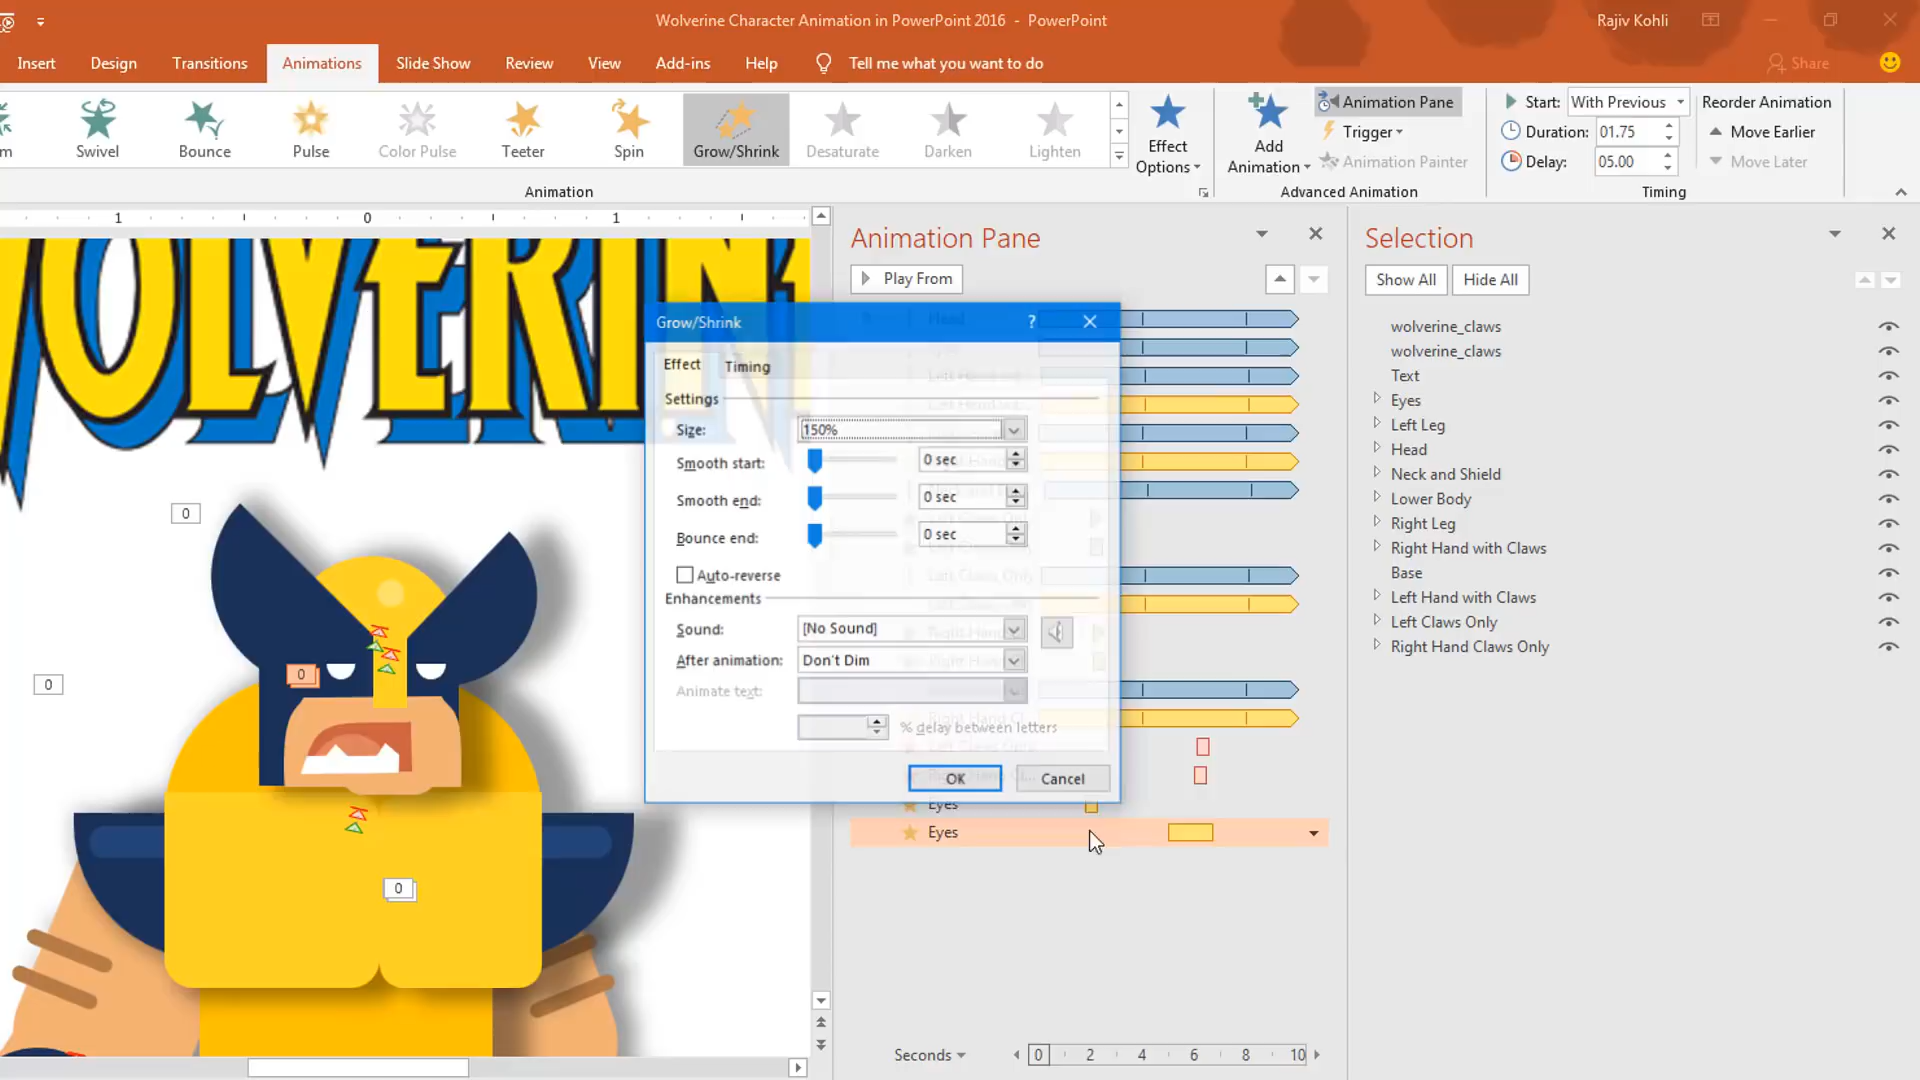 Wolverine Character Animation in PowerPoint 2016 - PowerPoint
Rajiv Kohli
Insert
Design
Transitions
Animations
Slide Show
Review
View
Add-ins
Help
Tell me what you want to do
Share
Swivel
Bounce
Pulse
Color Pulse
Teeter
Spin
Grow/Shrink
Desaturate
Darken
Lighten
Effect
Options
Add
Animation
Animation Pane
Trigger
Animation Painter
Start: With Previous
Duration: 01.75
Delay: 05.00
Reorder Animation
Move Earlier
Move Later
Animation
Advanced Animation
Timing
1 0 1
WOLVERIN
0
0
0
0
Animation Pane
Play From
Grow/Shrink
?
Effect
Timing
Settings
Size: 150%
Smooth start: 0 sec
Smooth end: 0 sec
Bounce end: 0 sec
Auto-reverse
Enhancements
Sound: [No Sound]
After animation: Don't Dim
Animate text:
% delay between letters
OK
Cancel
Eyes
Eyes
Seconds
0 2 4 6 8 10
Selection
Show All
Hide All
wolverine_claws
wolverine_claws
Text
Eyes
Left Leg
Head
Neck and Shield
Lower Body
Right Leg
Right Hand with Claws
Base
Left Hand with Claws
Left Claws Only
Right Hand Claws Only